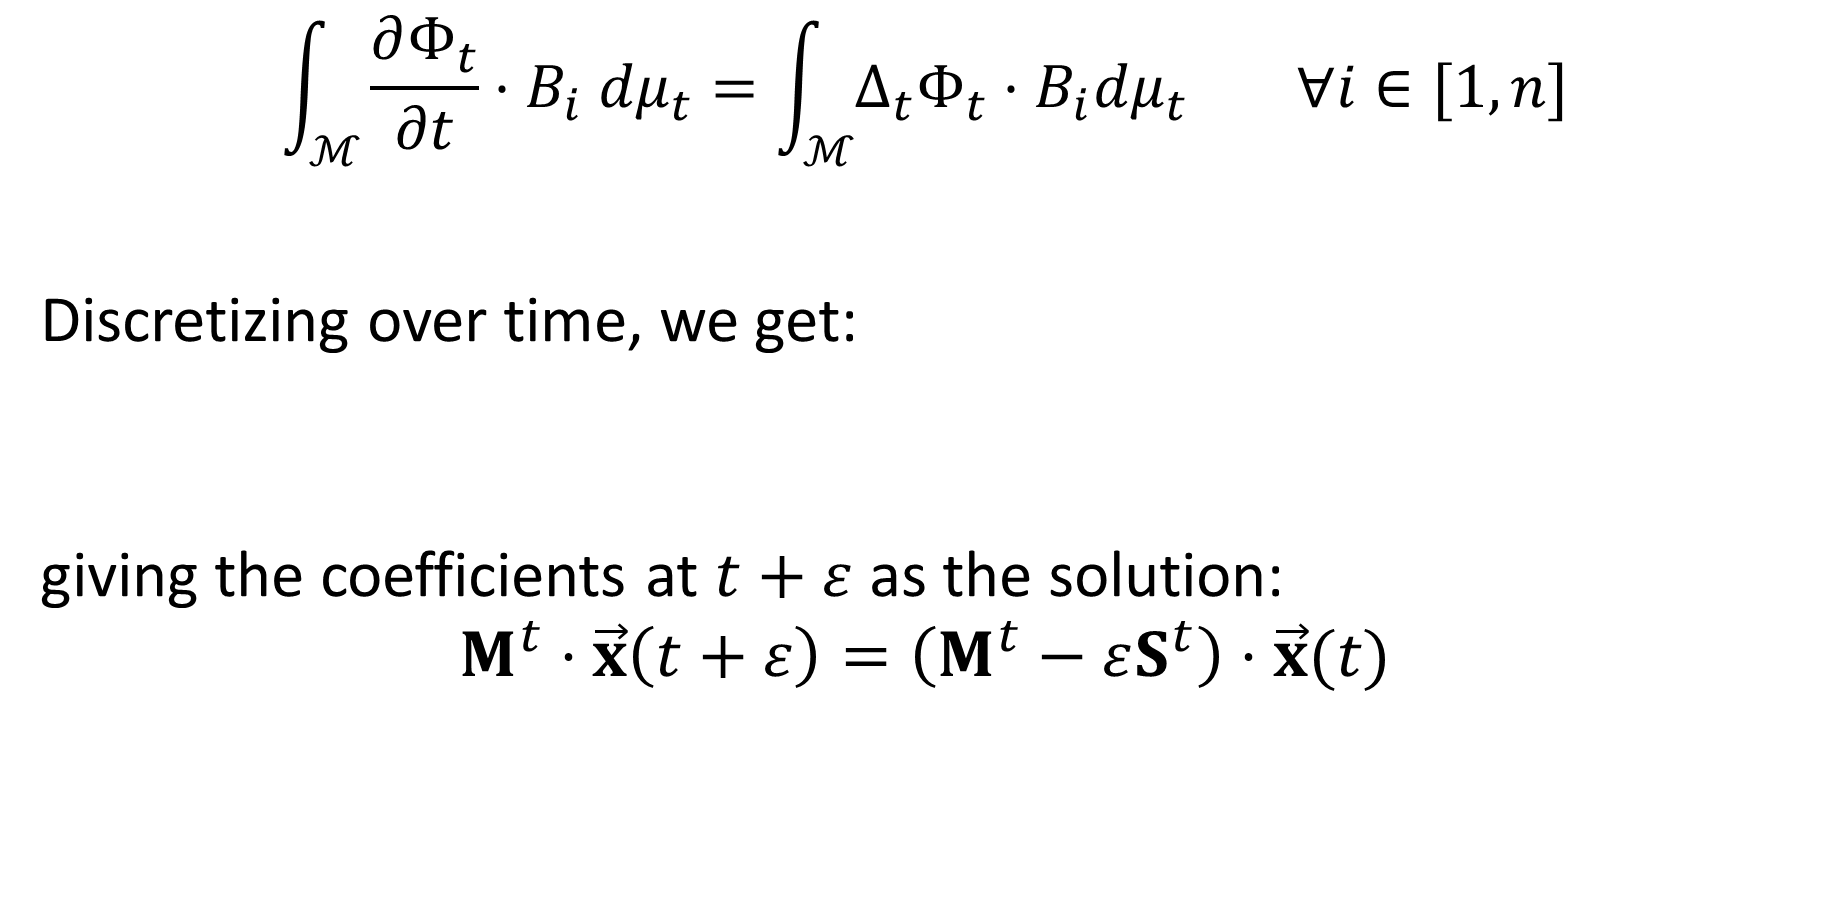 ∫_ℳ ∂Φ_t/∂t · B_i dμ_t = ∫_ℳ Δ_tΦ_t · B_i dμ_t ∀i ∈ [1, n]
Discretizing over time, we get:
giving the coefficients at t + ε as the solution:
𝐌^t · 𝐱⃗(t + ε) = (𝐌^t − ε𝐒^t) · 𝐱⃗(t)